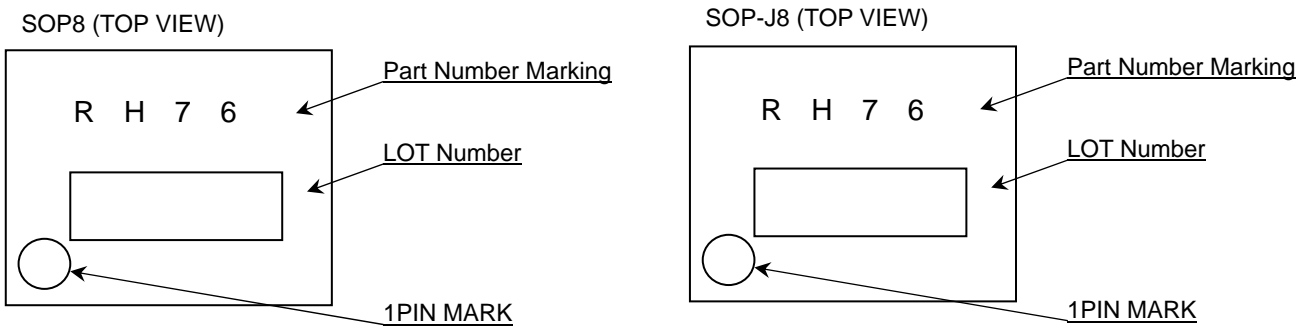 SOP8 (TOP VIEW)
Part Number Marking
R H 7 6
LOT Number
1PIN MARK
SOP-J8 (TOP VIEW)
Part Number Marking
R H 7 6
LOT Number
1PIN MARK